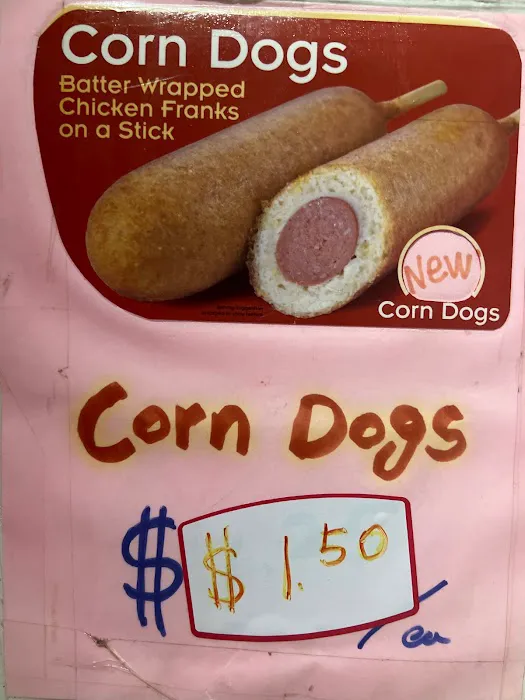 Corn Dogs
Batter Wrapped
Chicken Franks
on a Stick
New
Corn Dogs
Corn Dogs
$ $ 1.50
/ea